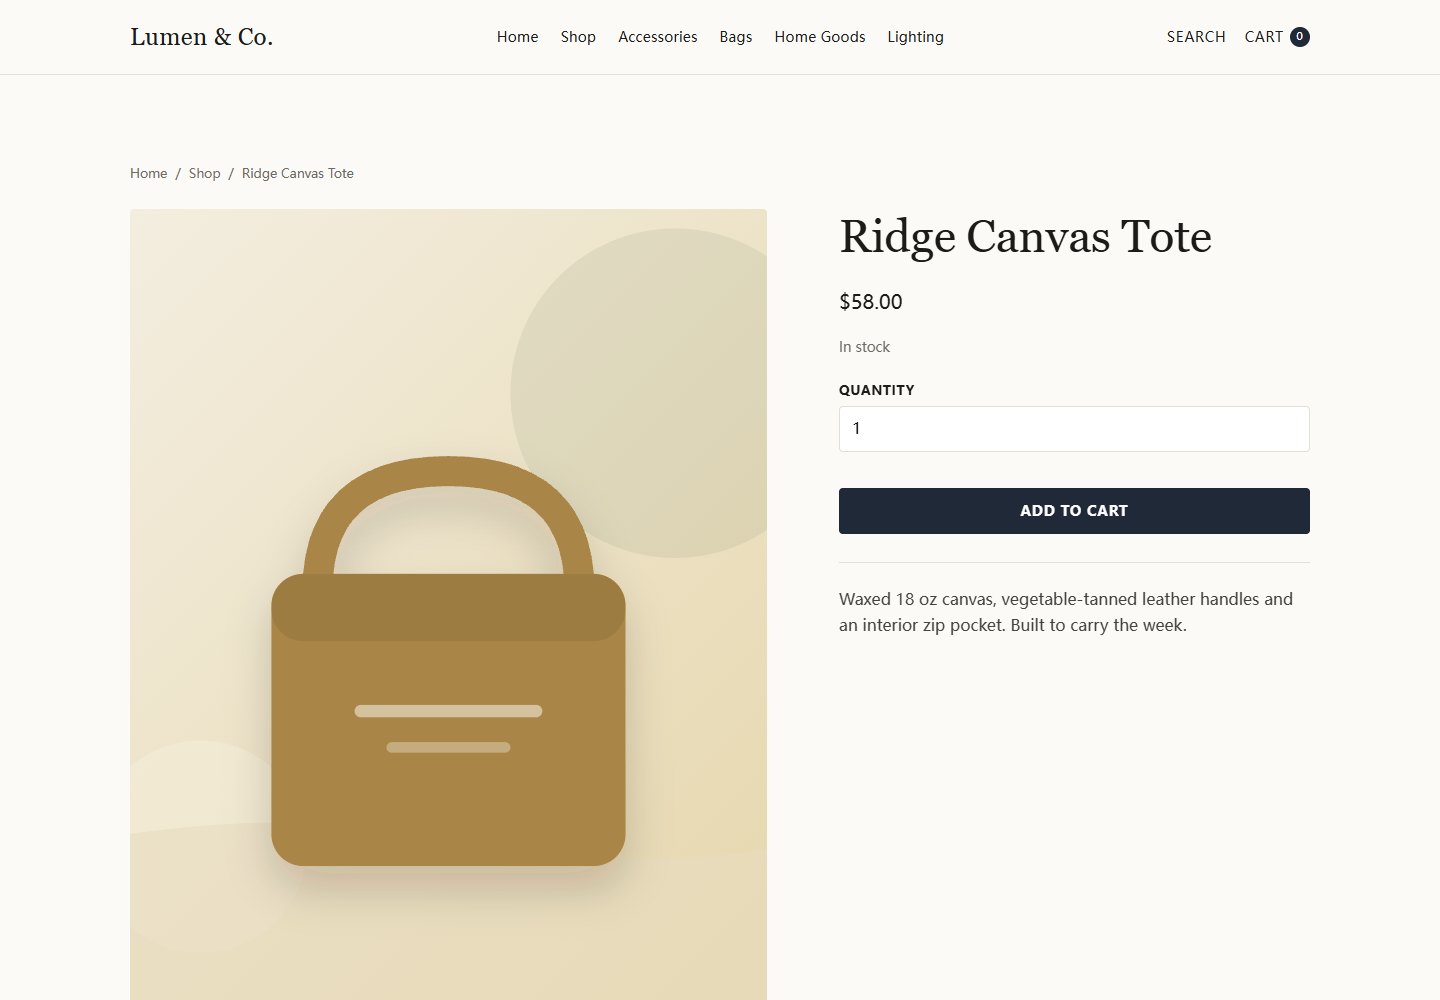 Lumen & Co.
Home Shop Accessories Bags Home Goods Lighting
SEARCH CART 0
Home / Shop / Ridge Canvas Tote
Ridge Canvas Tote
$58.00
In stock
QUANTITY
1
ADD TO CART
Waxed 18 oz canvas, vegetable-tanned leather handles and
an interior zip pocket. Built to carry the week.